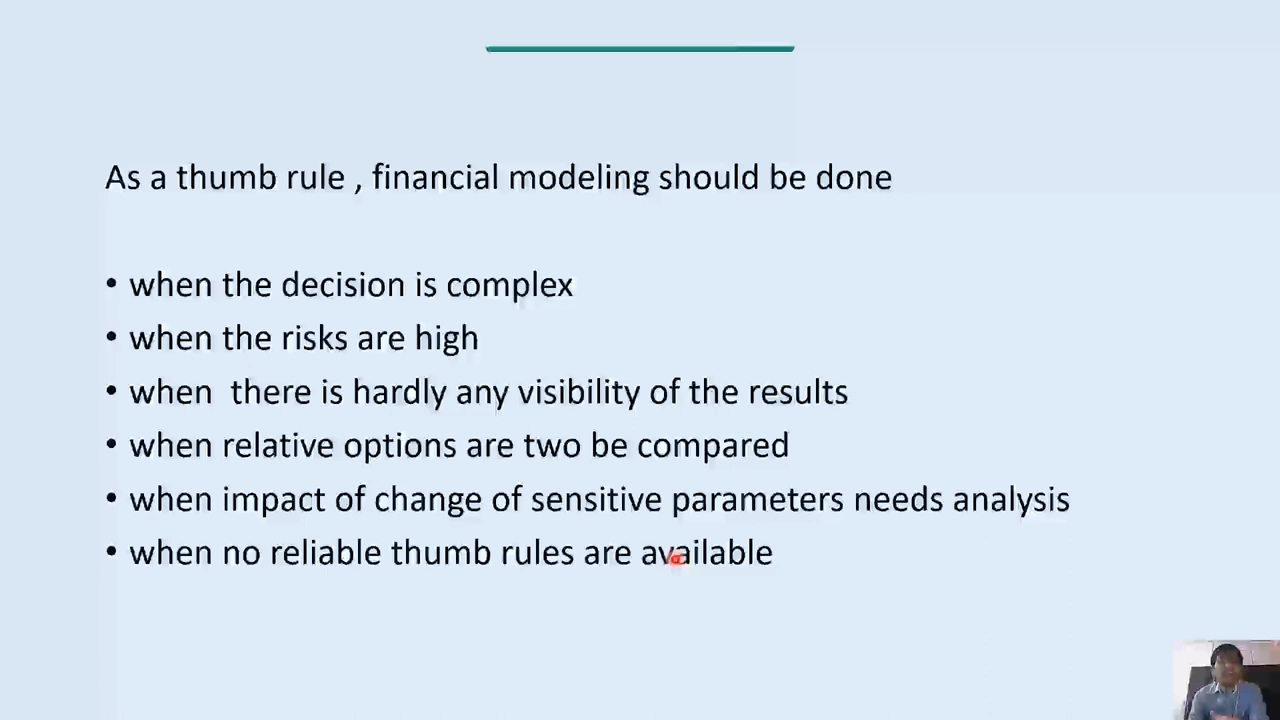 As a thumb rule , financial modeling should be done
• when the decision is complex
• when the risks are high
• when  there is hardly any visibility of the results
• when relative options are two be compared
• when impact of change of sensitive parameters needs analysis
• when no reliable thumb rules are available